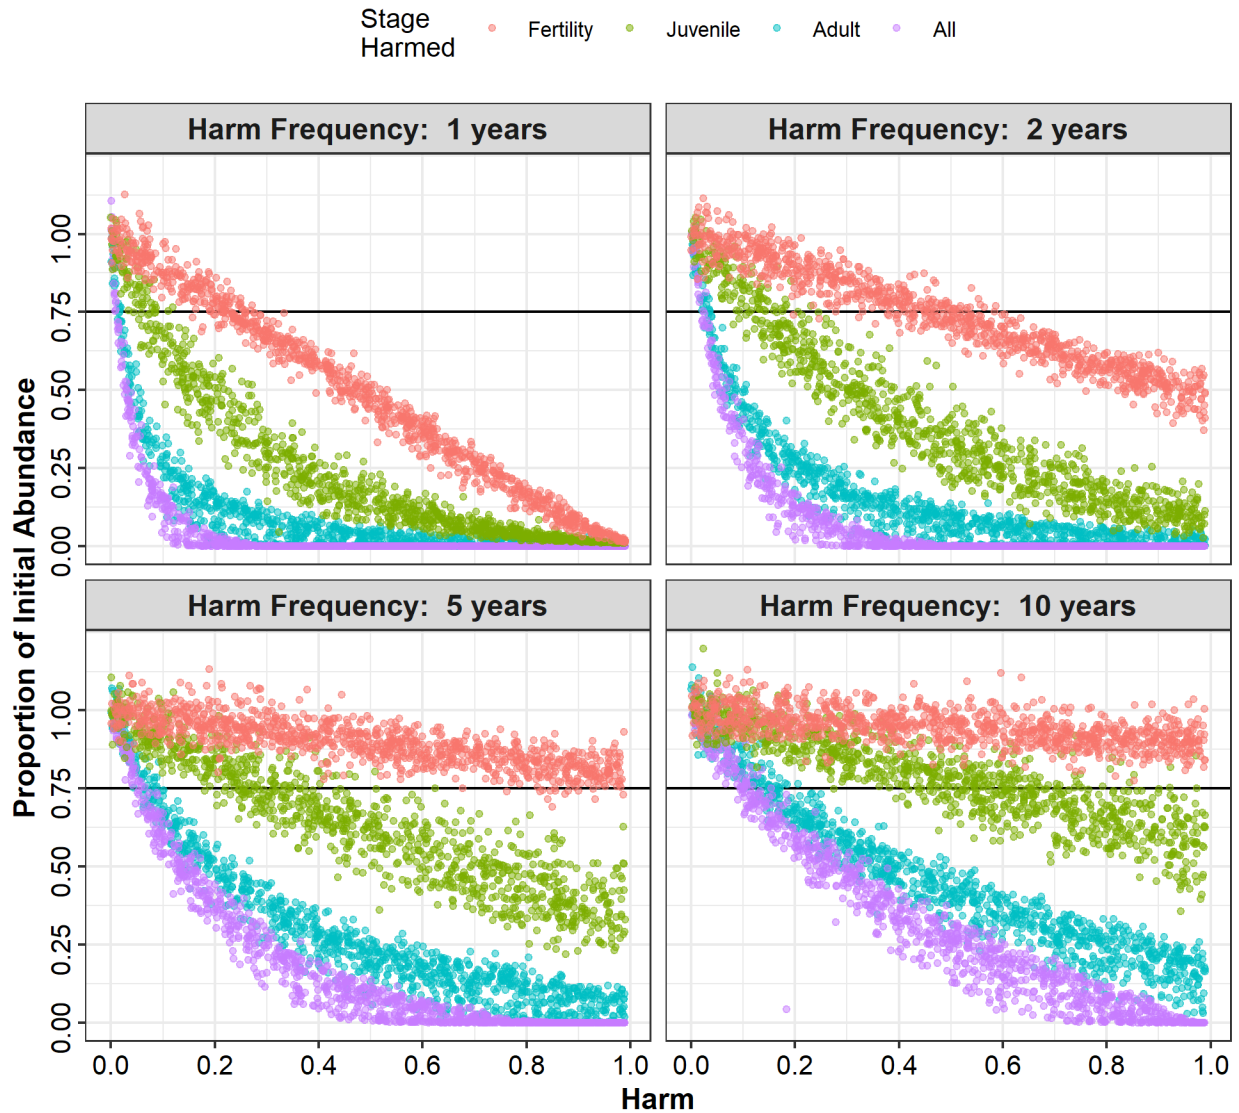 Stage
Harmed
Fertility
Juvenile
Adult
All
Harm Frequency:  1 years
Harm Frequency:  2 years
1.00
0.75
0.50
0.25
0.00
Harm Frequency:  5 years
Harm Frequency:  10 years
1.00
0.75
0.50
0.25
0.00
0.0
0.2
0.4
0.6
0.8
1.0
0.0
0.2
0.4
0.6
0.8
1.0
Proportion of Initial Abundance
Harm